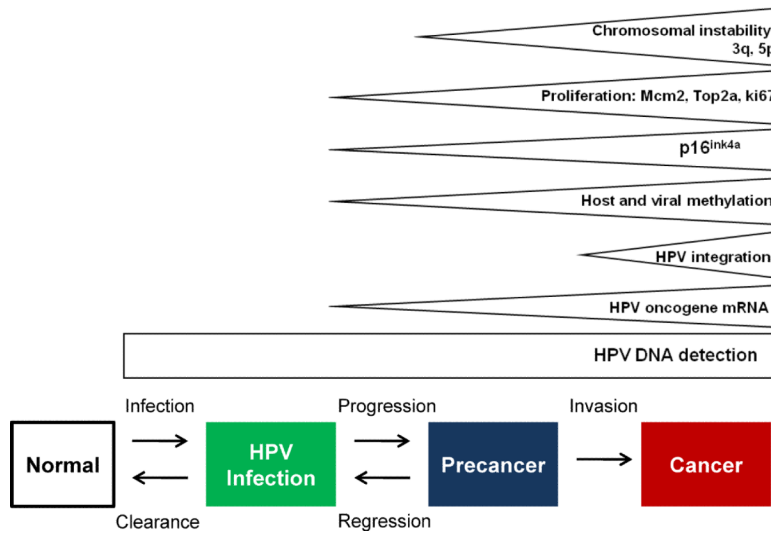 Chromosomal instability
3q, 5p
Proliferation: Mcm2, Top2a, ki67
p16ink4a
Host and viral methylation
HPV integration
HPV oncogene mRNA
HPV DNA detection
Infection
Progression
Invasion
Normal
HPV
Infection
Precancer
Cancer
Clearance
Regression